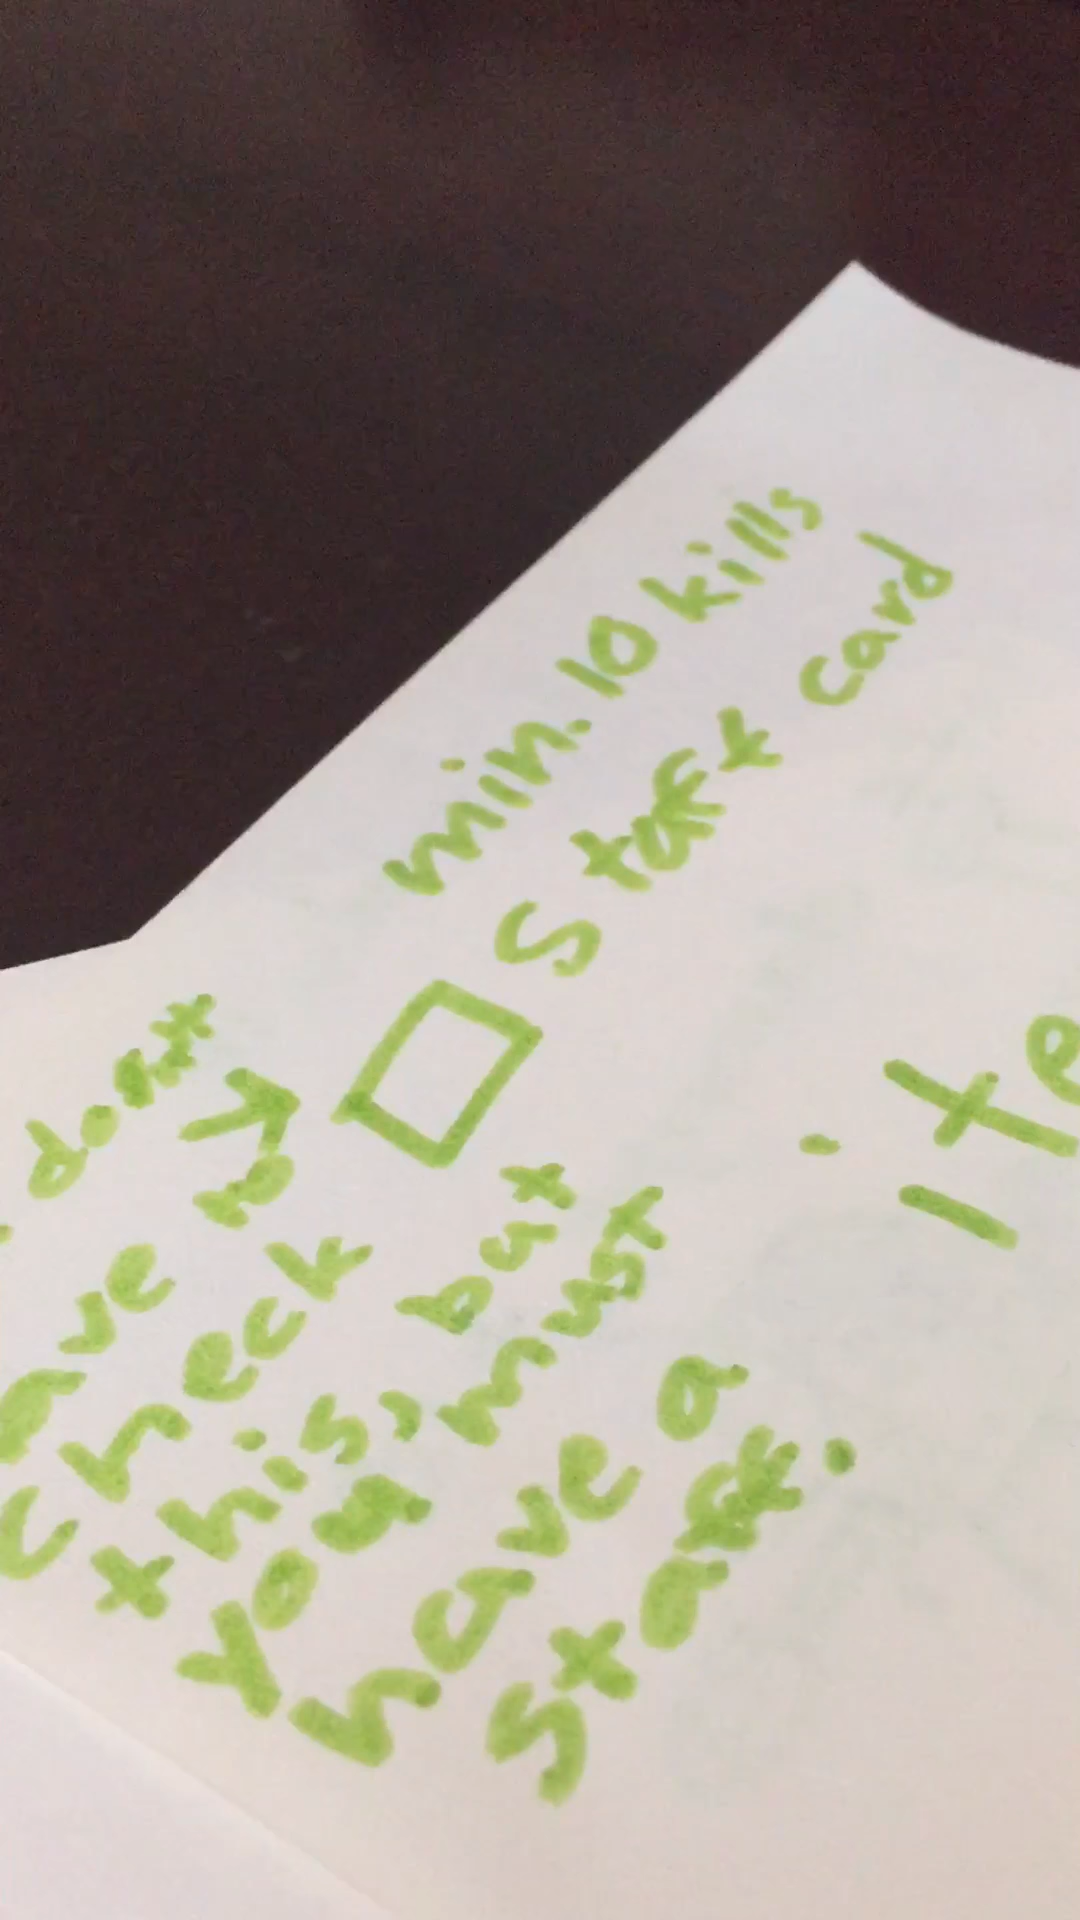 min. 10 kills
staff card
don't
have to
check
this, but
you must
have a
staff.
ite